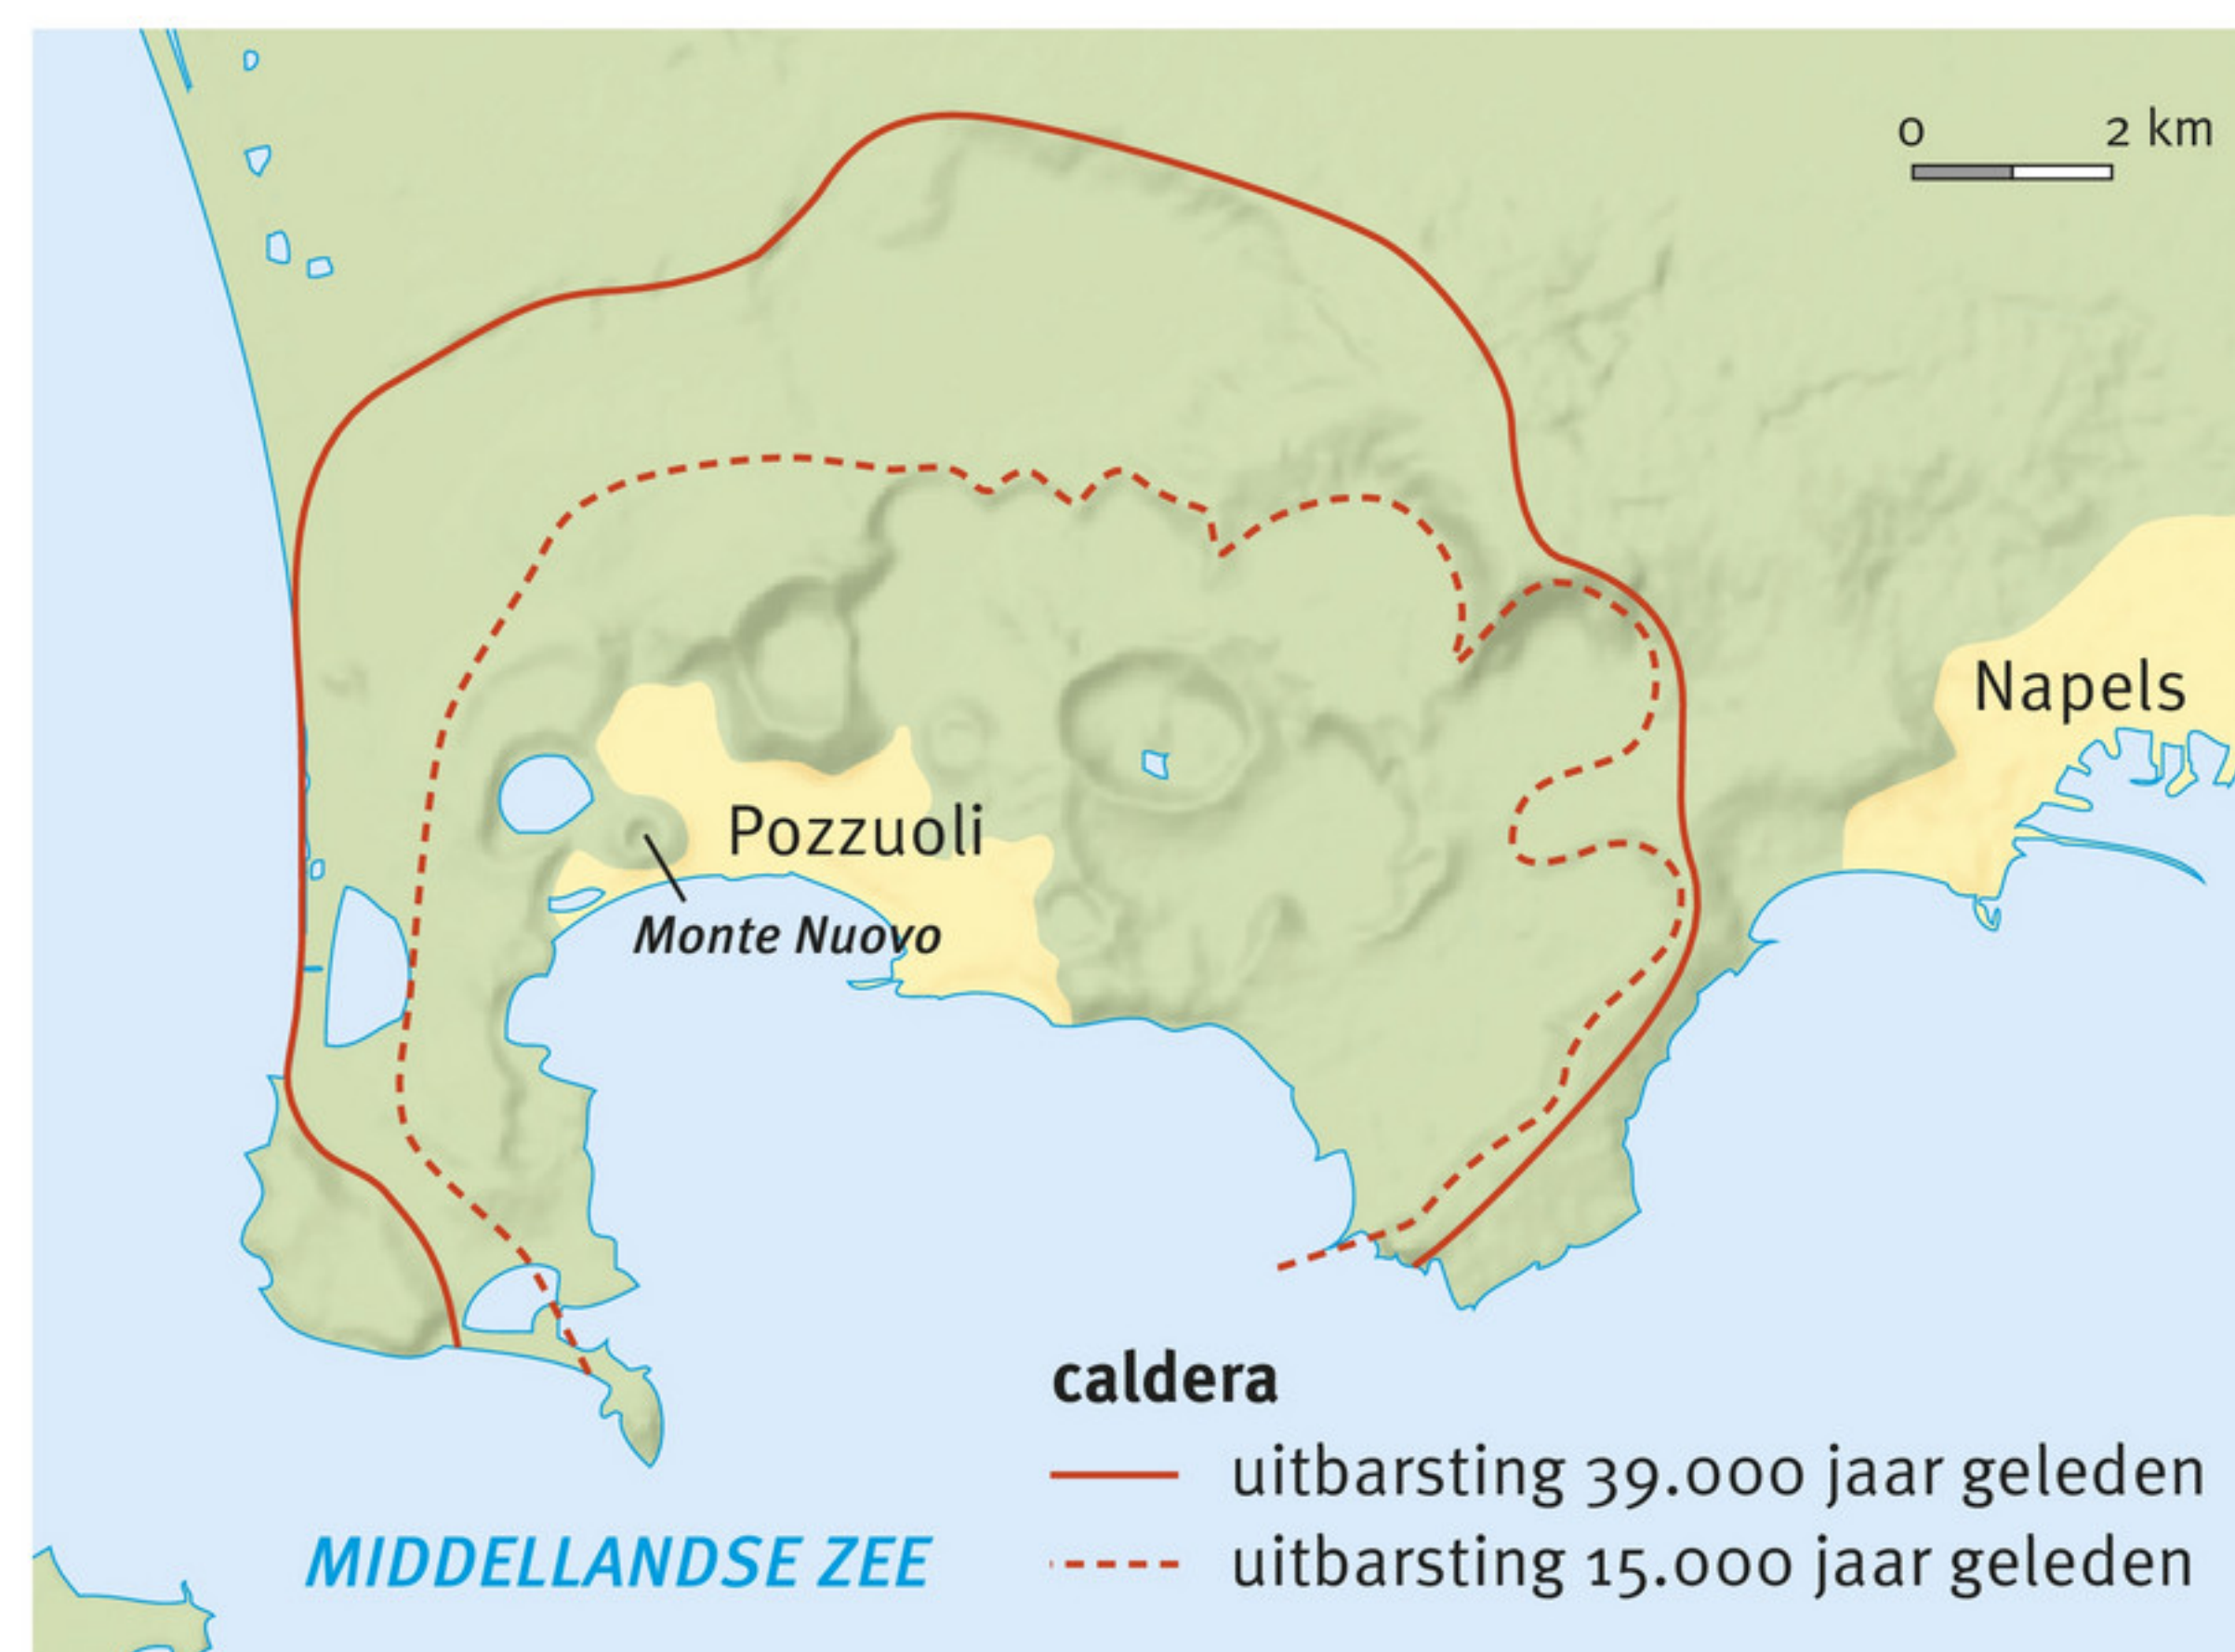 0 2 km
Napels
Pozzuoli
Monte Nuovo
caldera
uitbarsting 39.000 jaar geleden
uitbarsting 15.000 jaar geleden
MIDDELLANDSE ZEE